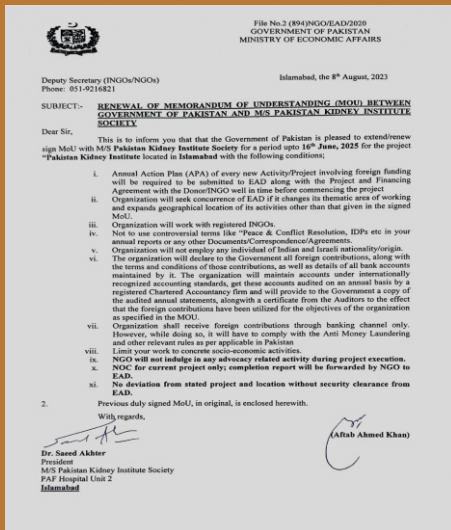 File No.2 (894)NGO/EAD/2020
GOVERNMENT OF PAKISTAN
MINISTRY OF ECONOMIC AFFAIRS
Deputy Secretary (INGOs/NGOs)
Phone: 051-9216821
Islamabad, the 8th August, 2023
SUBJECT:- RENEWAL OF MEMORANDUM OF UNDERSTANDING (MOU) BETWEEN
GOVERNMENT OF PAKISTAN AND M/S PAKISTAN KIDNEY INSTITUTE
SOCIETY
Dear Sir,
This is to inform you that that the Government of Pakistan is pleased to extend/renew
sign MoU with M/S Pakistan Kidney Institute Society for a period upto 16th June, 2025 for the project
"Pakistan Kidney Institute located in Islamabad with the following conditions;
i. Annual Action Plan (APA) of every new Activity/Project involving foreign funding
will be required to be submitted to EAD along with the Project and Financing
Agreement with the Donor/INGO well in time before commencing the project
ii. Organization will seek concurrence of EAD if it changes its thematic area of working
and expands geographical location of its activities other than that given in the signed
MoU.
iii. Organization will work with registered INGOs.
iv. Not to use controversial terms like "Peace & Conflict Resolution, IDPs etc in your
annual reports or any other Documents/Correspondence/Agreements.
v. Organization will not employ any individual of Indian and Israeli nationality/origin.
vi. The organization will declare to the Government all foreign contributions, along with
the terms and conditions of those contributions, as well as details of all bank accounts
maintained by it. The organization will maintain accounts under internationally
recognized accounting standards, get these accounts audited on an annual basis by a
registered Chartered Accountancy firm and will provide to the Government a copy of
the audited annual statements, alongwith a certificate from the Auditors to the effect
that the foreign contributions have been utilized for the objectives of the organization
as specified in the MOU.
vii. Organization shall receive foreign contributions through banking channel only.
However, while doing so, it will have to comply with the Anti Money Laundering
and other relevant rules as per applicable in Pakistan
viii. Limit your work to concrete socio-economic activities.
ix. NGO will not indulge in any advocacy related activity during project execution.
x. NOC for current project only; completion report will be forwarded by NGO to
EAD.
xi. No deviation from stated project and location without security clearance from
EAD.
2. Previous duly signed MoU, in original, is enclosed herewith.
With regards,
(Aftab Ahmed Khan)
Dr. Saeed Akhter
President
M/S Pakistan Kidney Institute Society
PAF Hospital Unit 2
Islamabad